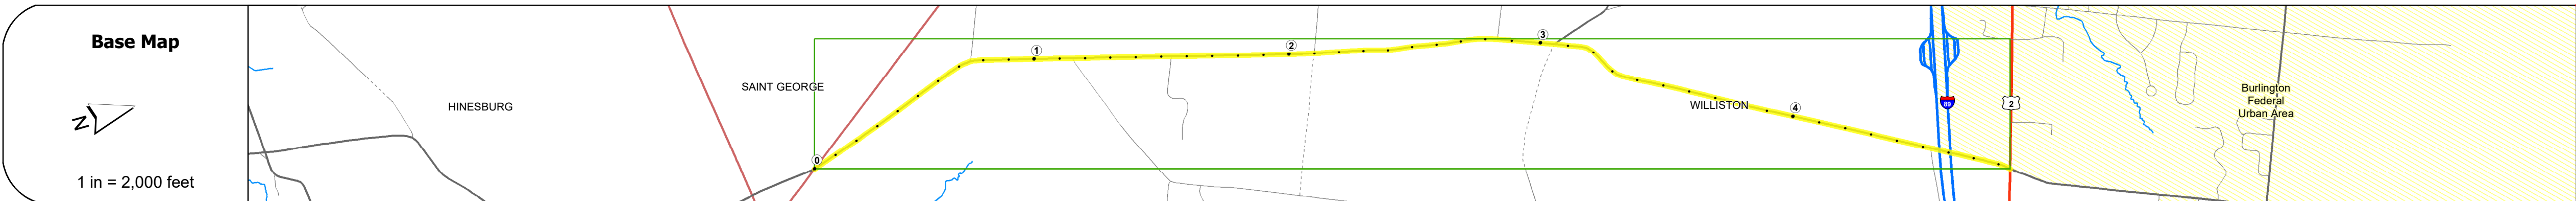 Base Map
N
1 in = 2,000 feet
HINESBURG
SAINT GEORGE
0
1
2
3
WILLISTON
4
89
2
Burlington
Federal
Urban Area